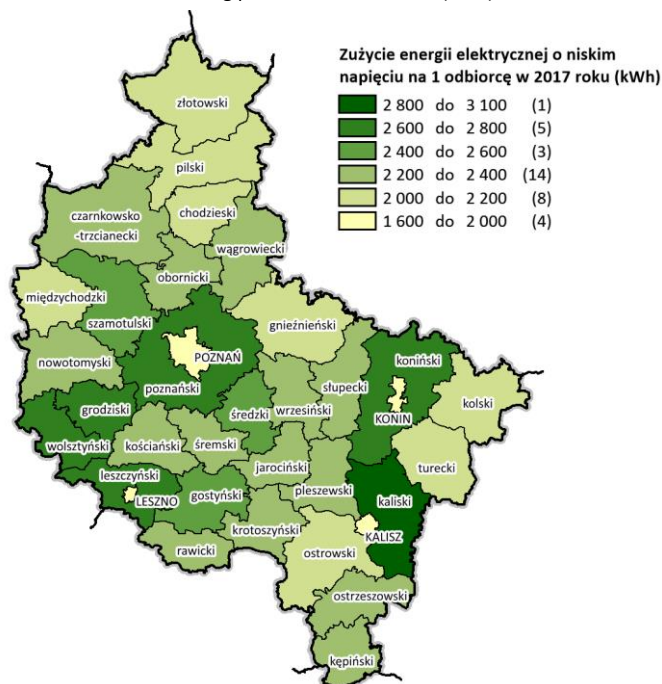 Zużycie energii elektrycznej o niskim
napięciu na 1 odbiorcę w 2017 roku (kWh)
2 800 do 3 100 (1)
2 600 do 2 800 (5)
2 400 do 2 600 (3)
2 200 do 2 400 (14)
2 000 do 2 200 (8)
1 600 do 2 000 (4)
złotowski
pilski
chodzieski
czarnkowsko
-trzcianecki
wągrowiecki
obornicki
międzychodzki
szamotulski
gnieźnieński
nowotomyski
POZNAŃ
poznański
koniński
słupecki
kolski
grodziski
średzki
wrzesiński
KONIN
wolsztyński
kościański
śremski
turecki
jarociński
leszczyński
LESZNO
gostyński
pleszewski
kaliski
krotoszyński
KALISZ
rawicki
ostrowski
ostrzeszowski
kępiński